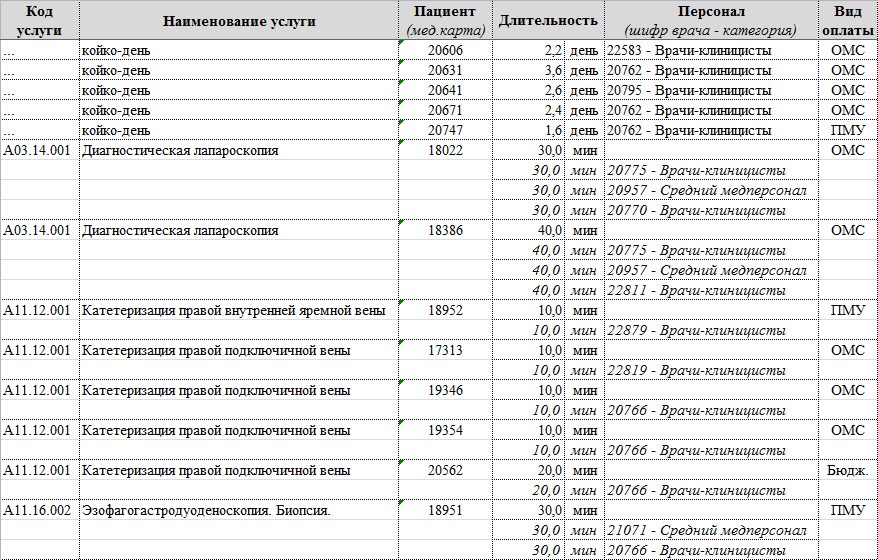 Код услуги Наименование услуги Пациент (мед.карта) Длительность Персонал (шифр врача - категория) Вид оплаты
... койко-день 20606 2,2 день 22583 - Врачи-клиницисты ОМС
... койко-день 20631 3,6 день 20762 - Врачи-клиницисты ОМС
... койко-день 20641 2,6 день 20795 - Врачи-клиницисты ОМС
... койко-день 20671 2,4 день 20762 - Врачи-клиницисты ОМС
... койко-день 20747 1,6 день 20762 - Врачи-клиницисты ПМУ
A03.14.001 Диагностическая лапароскопия 18022 30,0 мин ОМС
30,0 мин 20775 - Врачи-клиницисты
30,0 мин 20957 - Средний медперсонал
30,0 мин 20770 - Врачи-клиницисты
A03.14.001 Диагностическая лапароскопия 18386 40,0 мин ОМС
40,0 мин 20775 - Врачи-клиницисты
40,0 мин 20957 - Средний медперсонал
40,0 мин 22811 - Врачи-клиницисты
A11.12.001 Катетеризация правой внутренней яремной вены 18952 10,0 мин ПМУ
10,0 мин 22879 - Врачи-клиницисты
A11.12.001 Катетеризация правой подключичной вены 17313 10,0 мин ОМС
10,0 мин 22819 - Врачи-клиницисты
A11.12.001 Катетеризация правой подключичной вены 19346 10,0 мин ОМС
10,0 мин 20766 - Врачи-клиницисты
A11.12.001 Катетеризация правой подключичной вены 19354 10,0 мин ОМС
10,0 мин 20766 - Врачи-клиницисты
A11.12.001 Катетеризация правой подключичной вены 20562 20,0 мин Бюдж.
20,0 мин 20766 - Врачи-клиницисты
A11.16.002 Эзофагогастродуоденоскопия. Биопсия. 18951 30,0 мин ПМУ
30,0 мин 21071 - Средний медперсонал
30,0 мин 20766 - Врачи-клиницисты